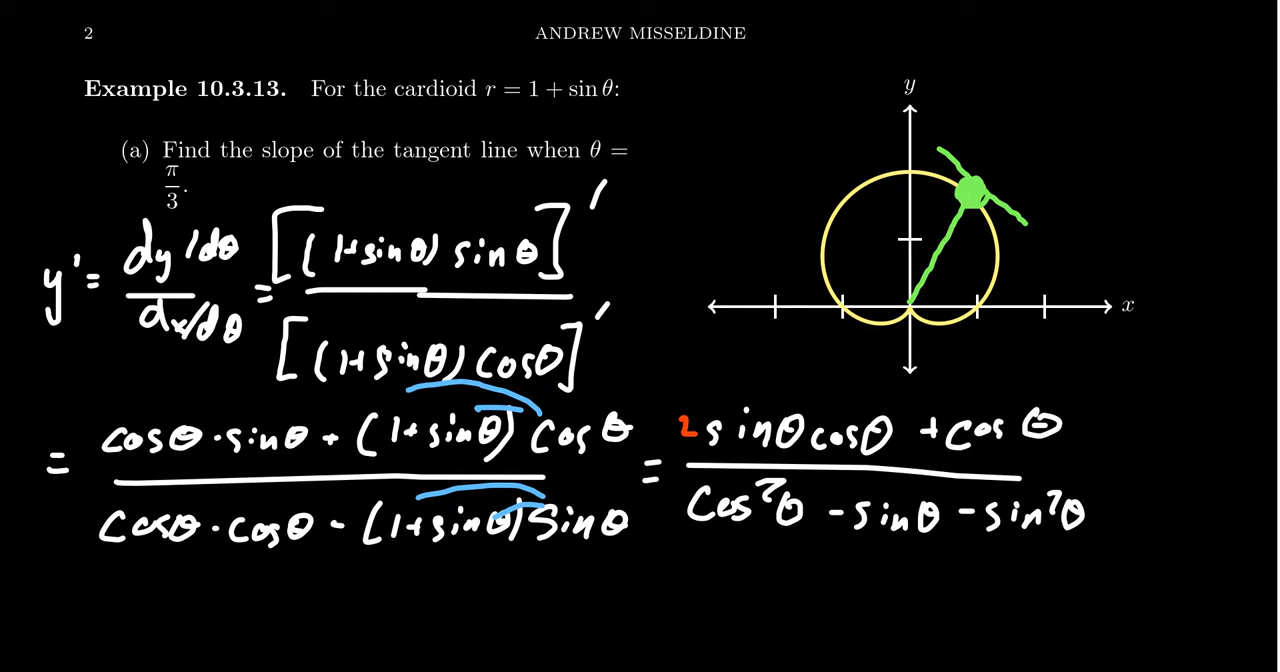 2 ANDREW MISSELDINE
Example 10.3.13. For the cardioid r = 1 + sin θ:
(a) Find the slope of the tangent line when θ =
π/3.
y' = (dy/dθ)/(dx/dθ) = [(1+sinθ) sinθ]' / [(1+sinθ) cosθ]'
= (cosθ · sinθ + (1+sinθ) cosθ) / (cosθ · cosθ - (1+sinθ) sinθ) = (2 sinθ cosθ + cosθ) / (cos²θ - sinθ - sin²θ)
y
x